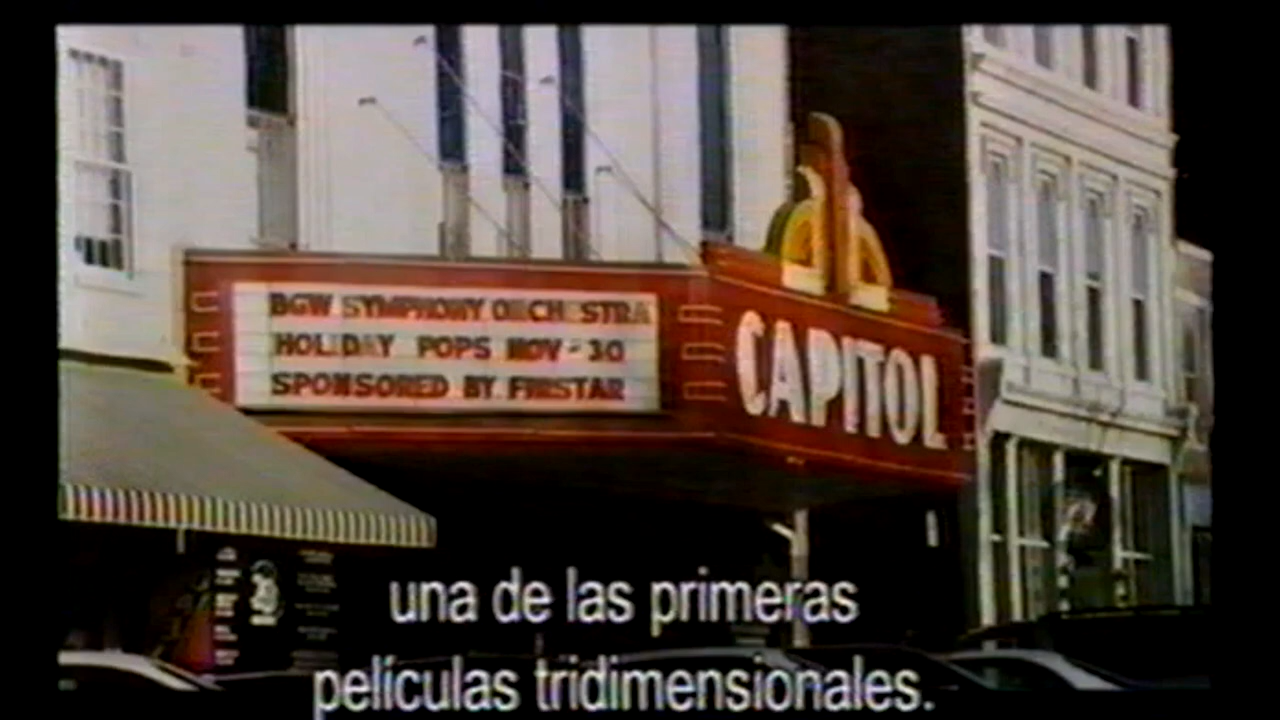 BGW SYMPHONY ORCHESTRA
HOLIDAY POPS NOV - 30
SPONSORED BY FIRSTAR
CAPITOL
una de las primeras
películas tridimensionales.